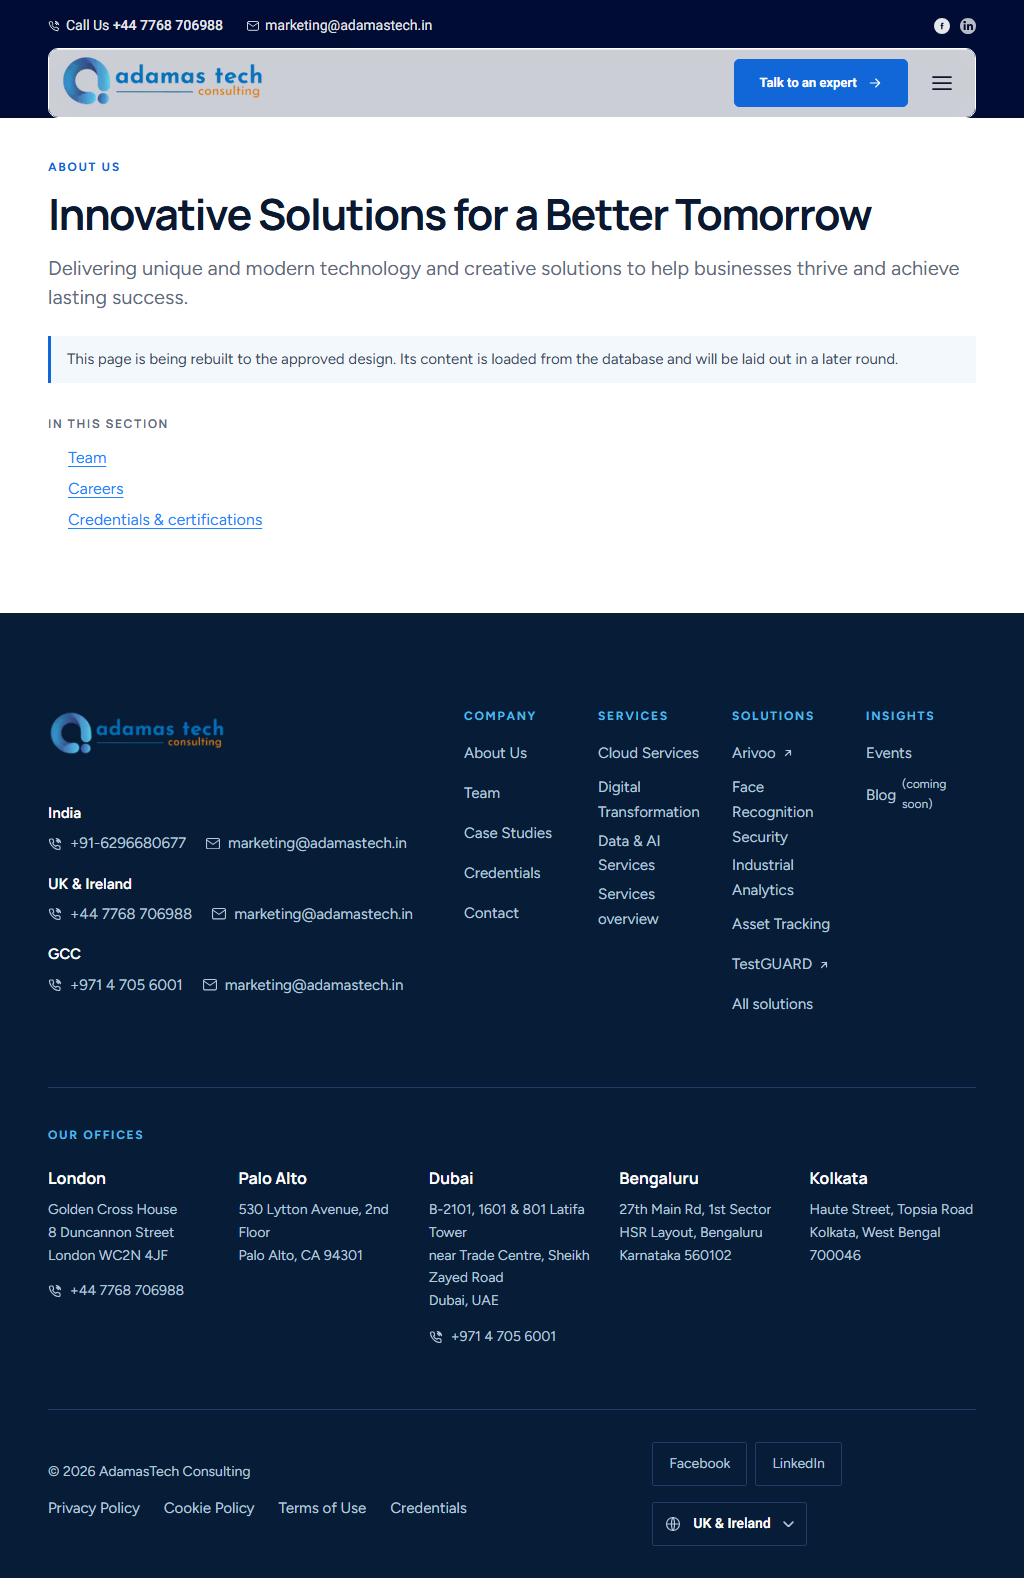 Call Us +44 7768 706988
marketing@adamastech.in
adamas tech
consulting
Talk to an expert
ABOUT US
Innovative Solutions for a Better Tomorrow
Delivering unique and modern technology and creative solutions to help businesses thrive and achieve
lasting success.
This page is being rebuilt to the approved design. Its content is loaded from the database and will be laid out in a later round.
IN THIS SECTION
Team
Careers
Credentials & certifications
adamas tech
consulting
India
+91-6296680677 marketing@adamastech.in
UK & Ireland
+44 7768 706988 marketing@adamastech.in
GCC
+971 4 705 6001 marketing@adamastech.in
COMPANY
About Us
Team
Case Studies
Credentials
Contact
SERVICES
Cloud Services
Digital
Transformation
Data & AI
Services
Services
overview
SOLUTIONS
Arivoo
Face
Recognition
Security
Industrial
Analytics
Asset Tracking
TestGUARD
All solutions
INSIGHTS
Events
Blog (coming
soon)
OUR OFFICES
London
Golden Cross House
8 Duncannon Street
London WC2N 4JF
+44 7768 706988
Palo Alto
530 Lytton Avenue, 2nd
Floor
Palo Alto, CA 94301
Dubai
B-2101, 1601 & 801 Latifa
Tower
near Trade Centre, Sheikh
Zayed Road
Dubai, UAE
+971 4 705 6001
Bengaluru
27th Main Rd, 1st Sector
HSR Layout, Bengaluru
Karnataka 560102
Kolkata
Haute Street, Topsia Road
Kolkata, West Bengal
700046
© 2026 AdamasTech Consulting
Privacy Policy Cookie Policy Terms of Use Credentials
Facebook LinkedIn
UK & Ireland